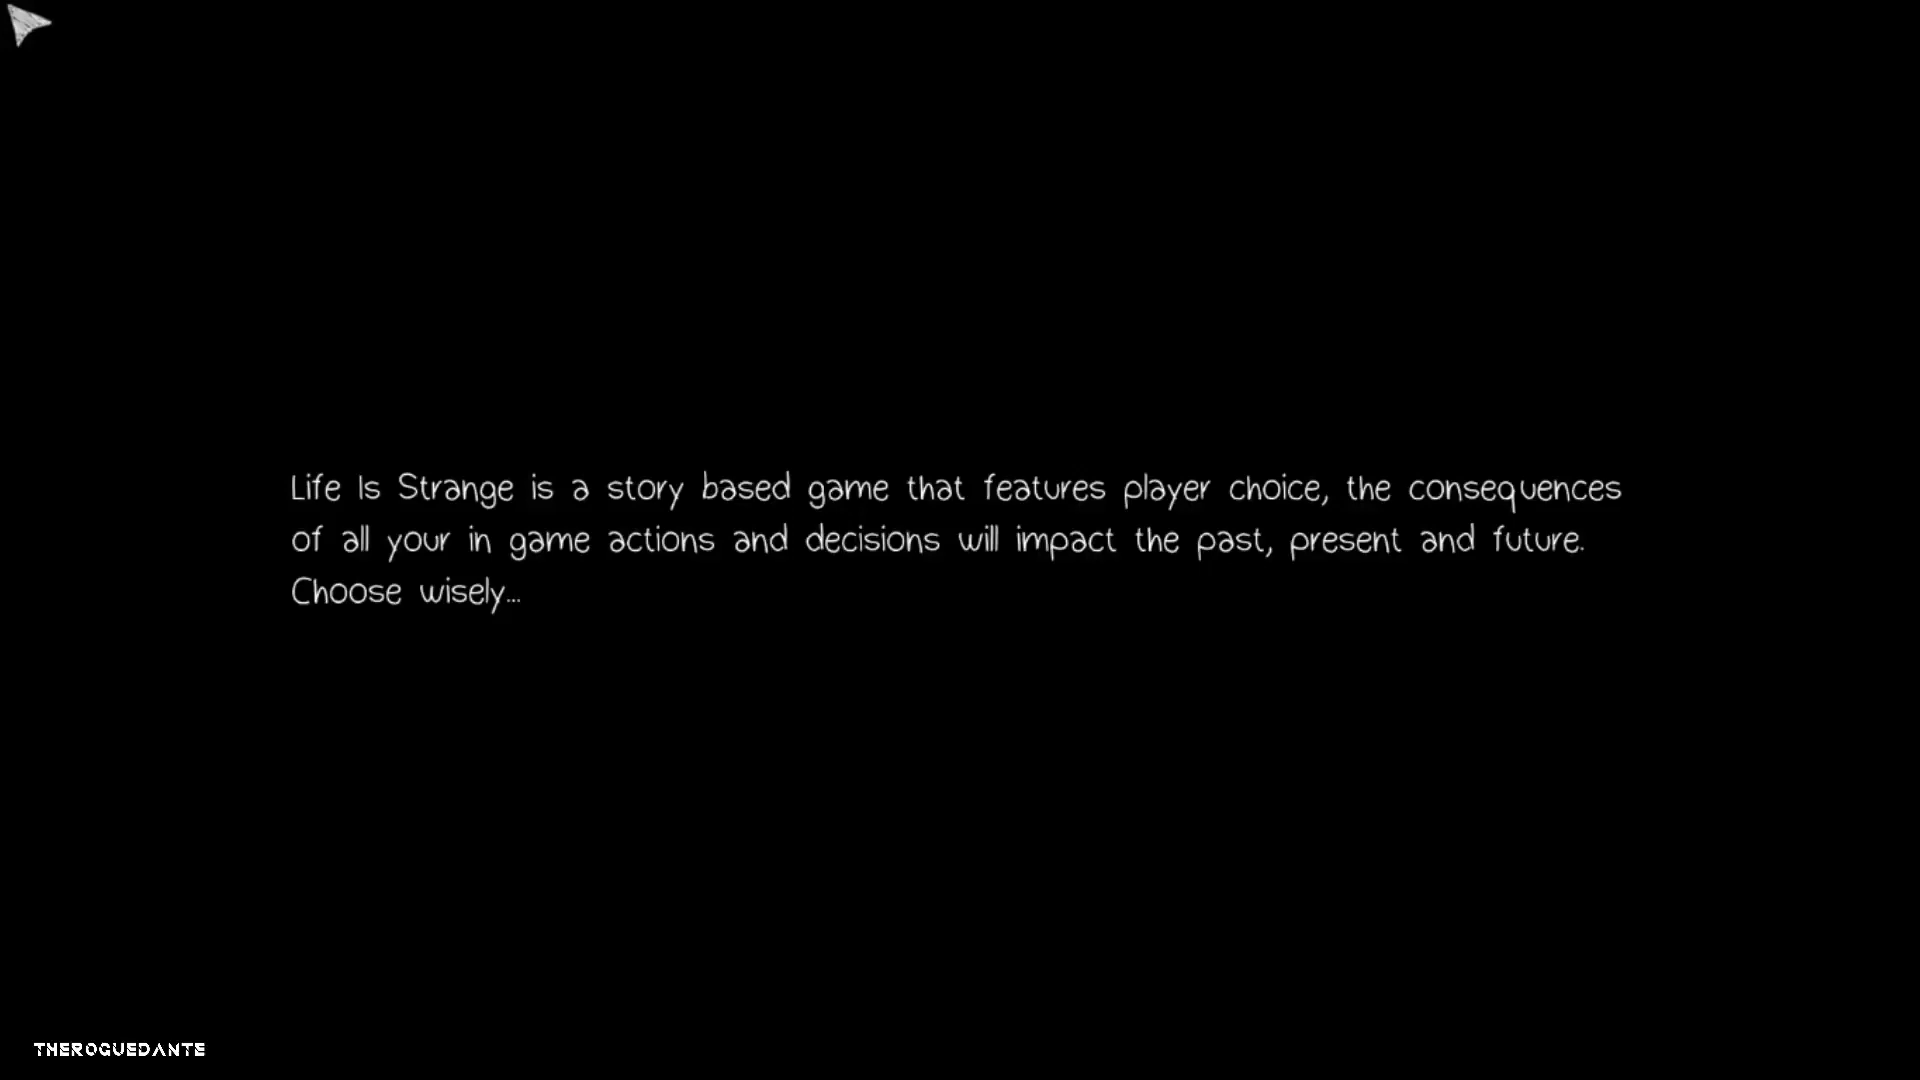 Life Is Strange is a story based game that features player choice, the consequences
of all your in game actions and decisions will impact the past, present and future.
Choose wisely...
THEROGUEDANTE